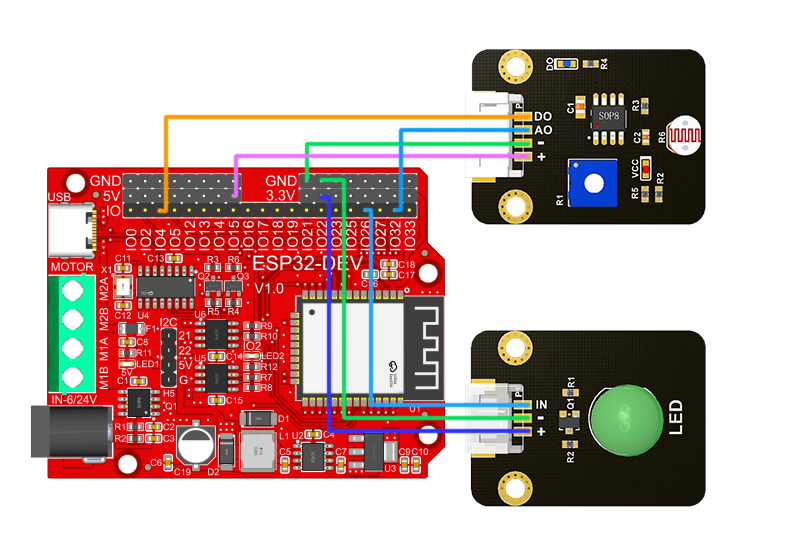 DO
R4
C1
SOP8
R3
DO
AO
-
+
P
C2
R6
VCC
R1
R5
R2
GND
5V
IO
GND
3.3V
USB
IO0
IO2
IO4
IO5
IO12
IO13
IO14
IO15
IO16
IO17
IO18
IO19
IO21
IO22
IO23
IO25
IO26
IO27
IO32
IO33
MOTOR
X1
C11
C13
R3
R6
ESP32-DEV
V1.0
C18
C17
C16
M2A
M2B
M1A
M1B
C12
U4
Q2
Q3
R5
R4
I2C
21
22
5V
G
H5
F1
C8
R11
LED1
5V
U6
U5
C14
C15
R9
R10
IO2
LED2
R12
R7
R8
IN-6/24V
C1
Q1
R1
R2
C2
C3
C6
C19
D2
D1
L1
U2
C4
C5
C7
U3
C9
C10
U1
P
IN
-
+
R1
Q1
R2
LED